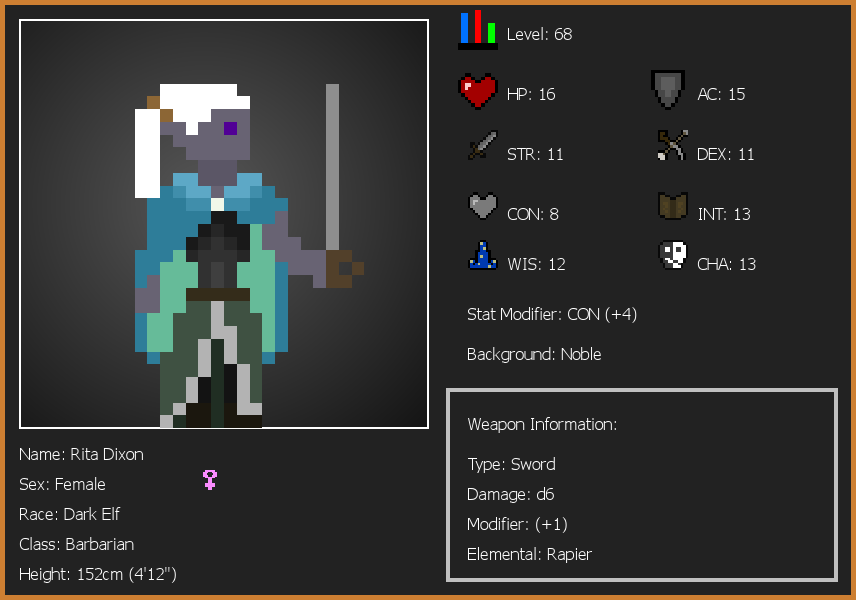 Level: 68
HP: 16
AC: 15
STR: 11
DEX: 11
CON: 8
INT: 13
WIS: 12
CHA: 13
Stat Modifier: CON (+4)
Background: Noble
Weapon Information:
Type: Sword
Damage: d6
Modifier: (+1)
Elemental: Rapier
Name: Rita Dixon
Sex: Female
Race: Dark Elf
Class: Barbarian
Height: 152cm (4'12")